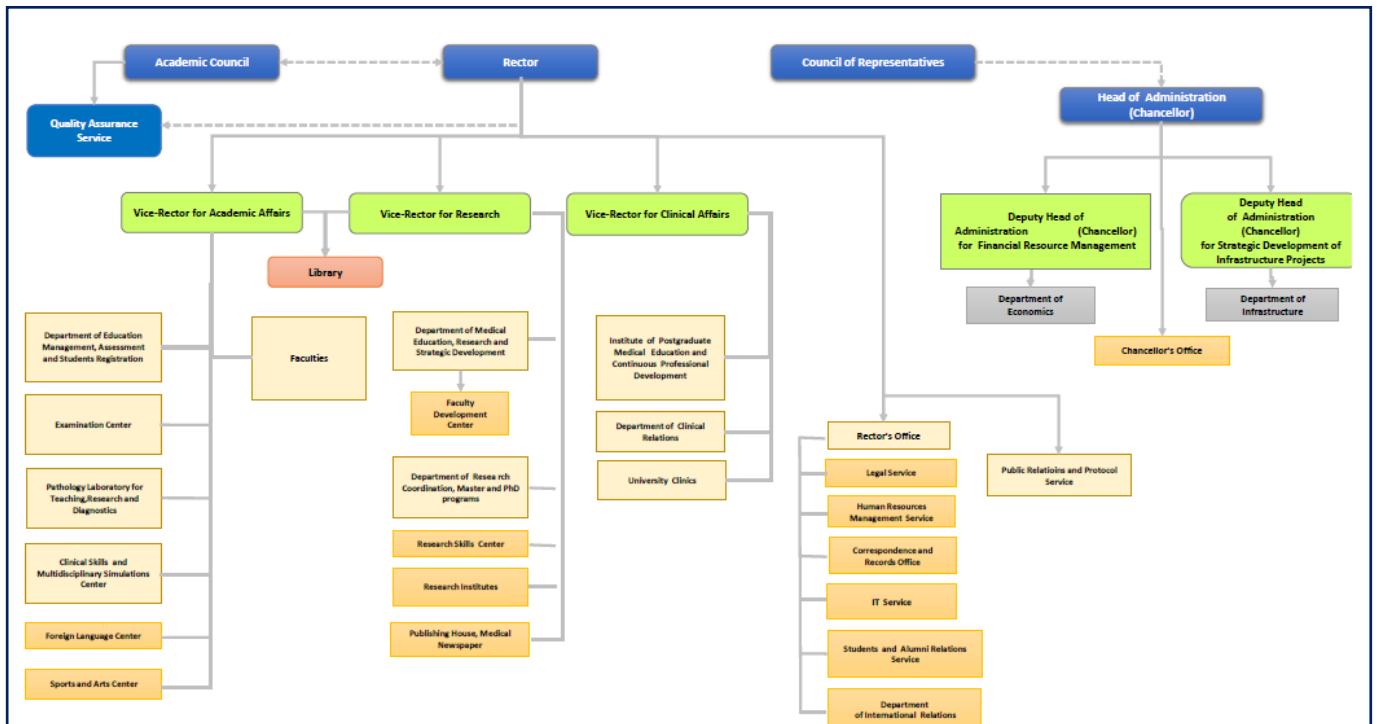 Academic Council
Rector
Council of Representatives
Head of Administration
(Chancellor)
Quality Assurance
Service
Vice-Rector for Academic Affairs
Vice-Rector for Research
Vice-Rector for Clinical Affairs
Deputy Head of
Administration (Chancellor)
for Financial Resource Management
Deputy Head
of Administration
(Chancellor)
for Strategic Development of
Infrastructure Projects
Library
Department of
Economics
Department of
Infrastructure
Chancellor's Office
Department of Education
Management, Assessment
and Students Registration
Faculties
Examination Center
Pathology Laboratory for
Teaching,Research and
Diagnostics
Clinical Skills and
Multidisciplinary Simulations
Center
Foreign Language Center
Sports and Arts Center
Department of Medical
Education, Research and
Strategic Development
Faculty
Development
Center
Department of Research
Coordination, Master and PhD
programs
Research Skills Center
Research Institutes
Publishing House, Medical
Newspaper
Institute of Postgraduate
Medical Education and
Continuous Professional
Development
Department of Clinical
Relations
University Clinics
Rector's Office
Legal Service
Human Resources
Management Service
Correspondence and
Records Office
IT Service
Students and Alumni Relations
Service
Department
of International Relations
Public Relatioins and Protocol
Service